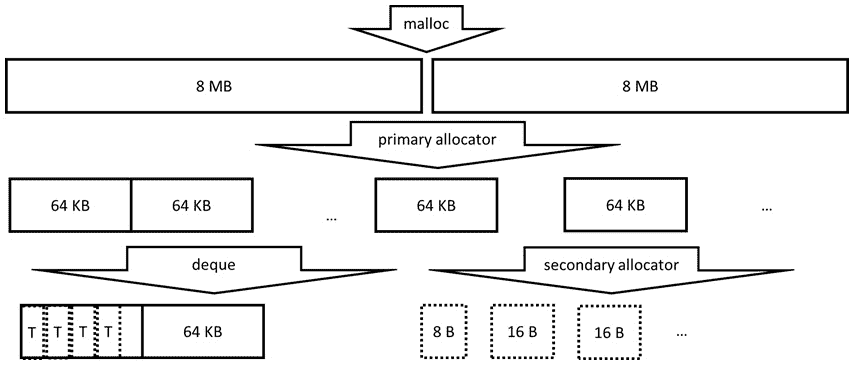 malloc
8 MB 8 MB
primary allocator
64 KB 64 KB ... 64 KB 64 KB ...
deque secondary allocator
T T T T 64 KB 8 B 16 B 16 B ...